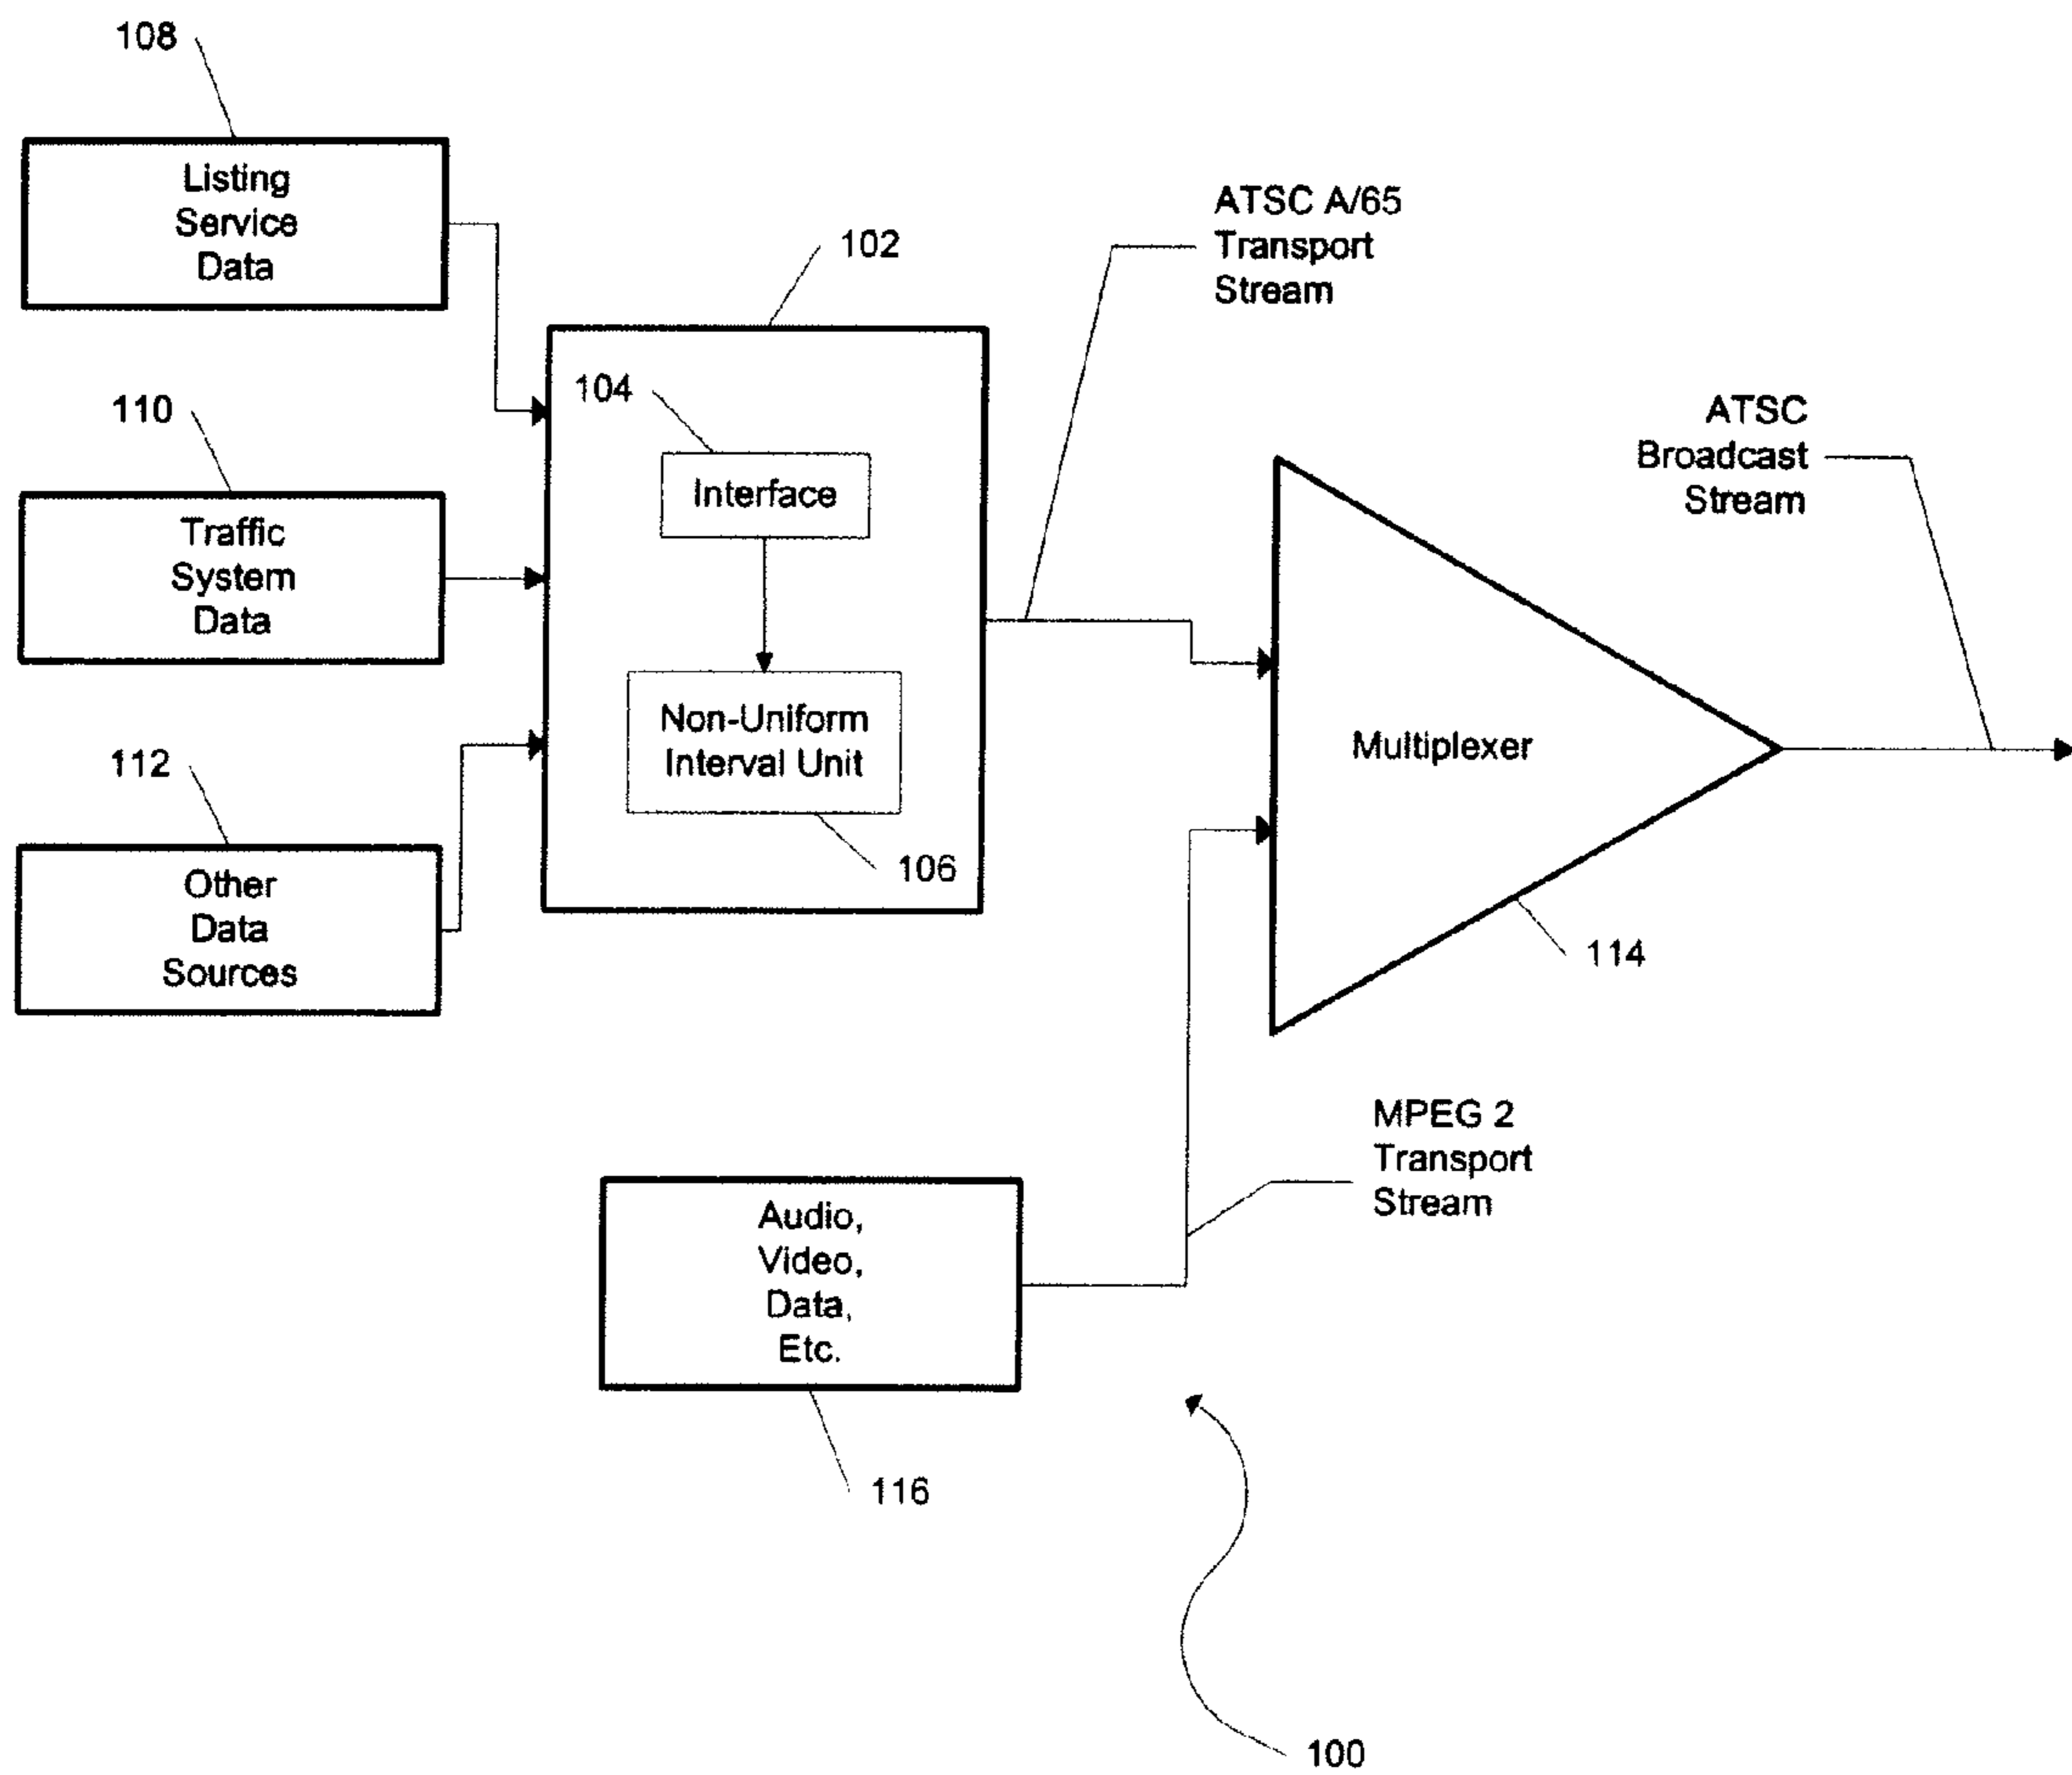 108
Listing
Service
Data
102
ATSC A/65
Transport
Stream
104
Interface
110
Traffic
System
Data
ATSC
Broadcast
Stream
Non-Uniform
Interval Unit
106
Multiplexer
112
Other
Data
Sources
114
MPEG 2
Transport
Stream
Audio,
Video,
Data,
Etc.
116
100